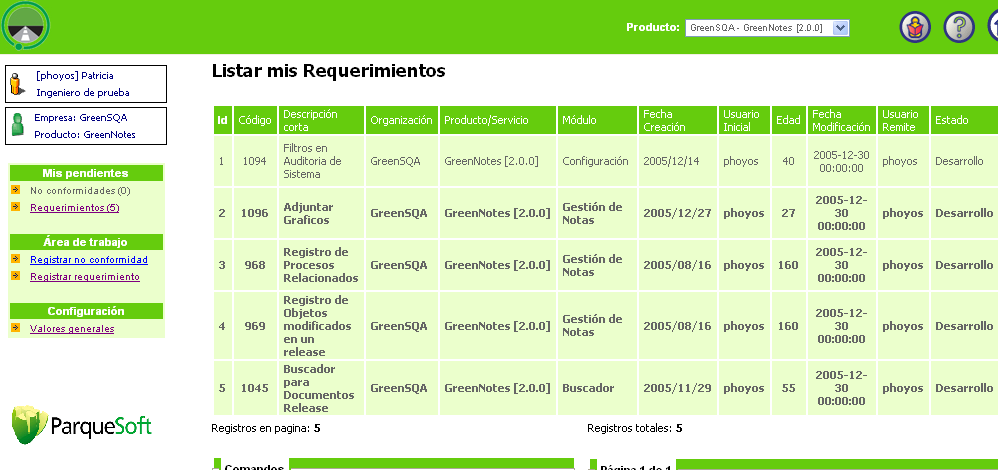 Producto: GreenSQA - GreenNotes [2.0.0]
?
[phoyos] Patricia
Ingeniero de prueba
Empresa: GreenSQA
Producto: GreenNotes
Mis pendientes
No conformidades (0)
Requerimientos (5)
Área de trabajo
Registrar no conformidad
Registrar requerimiento
Configuración
Valores generales
ParqueSoft
Listar mis Requerimientos
Id Código Descripción corta Organización Producto/Servicio Módulo Fecha Creación Usuario Inicial Edad Fecha Modificación Usuario Remite Estado
1 1094 Filtros en Auditoria de Sistema GreenSQA GreenNotes [2.0.0] Configuración 2005/12/14 phoyos 40 2005-12-30 00:00:00 phoyos Desarrollo
2 1096 Adjuntar Graficos GreenSQA GreenNotes [2.0.0] Gestión de Notas 2005/12/27 phoyos 27 2005-12-30 00:00:00 phoyos Desarrollo
3 968 Registro de Procesos Relacionados GreenSQA GreenNotes [2.0.0] Gestión de Notas 2005/08/16 phoyos 160 2005-12-30 00:00:00 phoyos Desarrollo
4 969 Registro de Objetos modificados en un release GreenSQA GreenNotes [2.0.0] Gestión de Notas 2005/08/16 phoyos 160 2005-12-30 00:00:00 phoyos Desarrollo
5 1045 Buscador para Documentos Release GreenSQA GreenNotes [2.0.0] Buscador 2005/11/29 phoyos 55 2005-12-30 00:00:00 phoyos Desarrollo
Registros en pagina: 5 Registros totales: 5
Comandos Página 1 de 1